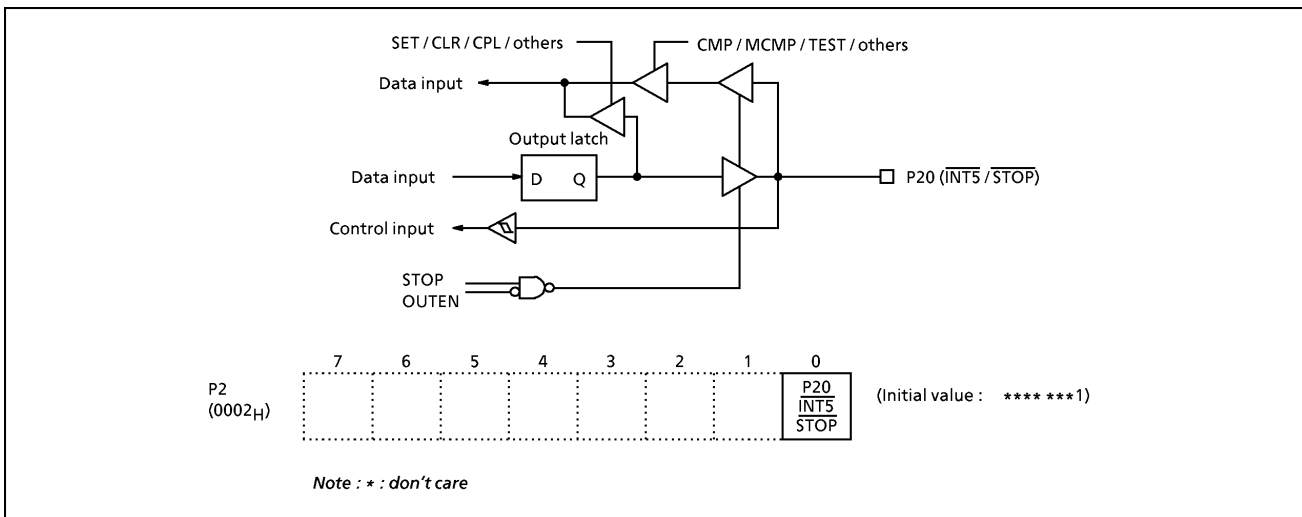 SET / CLR / CPL / others
CMP / MCMP / TEST / others
Data input
Output latch
Data input
D Q
P20 (INT5 / STOP)
Control input
STOP
OUTEN
7 6 5 4 3 2 1 0
P2
(0002H)
P20
INT5
STOP
(Initial value : **** ***1)
Note : * : don't care